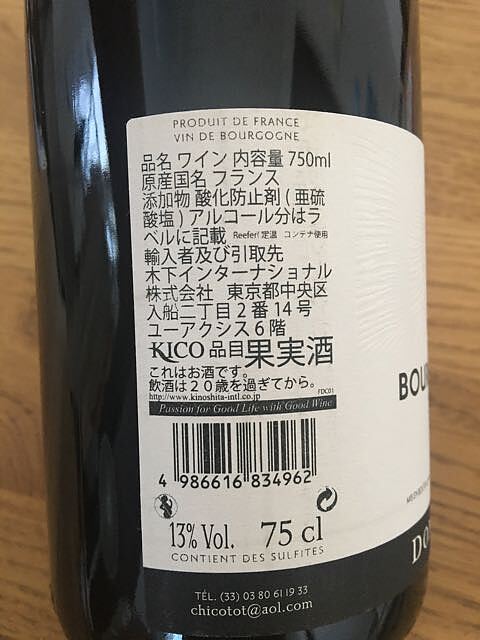 PRODUIT DE FRANCE
VIN DE BOURGOGNE
品名 ワイン 内容量 750ml
原産国名 フランス
添加物 酸化防止剤 ( 亜硫
酸塩 ) アルコール分はラ
ベルに記載 Reefer(定温 コンテナ使用
輸入者及び引取先
木下インターナショナル
株式会社 東京都中央区
入船二丁目2番14号
ユーアクシス6階
KICO 品目 果実酒
これはお酒です。
飲酒は20歳を過ぎてから。
http://www.kinoshita-intl.co.jp FDC01
Passion for Good Life with Good Wine
4 986616 834962
13% Vol. 75 cl
CONTIENT DES SULFITES
TÉL. (33) 03 80 61 19 33
chicotot@aol.com
BOU
DO